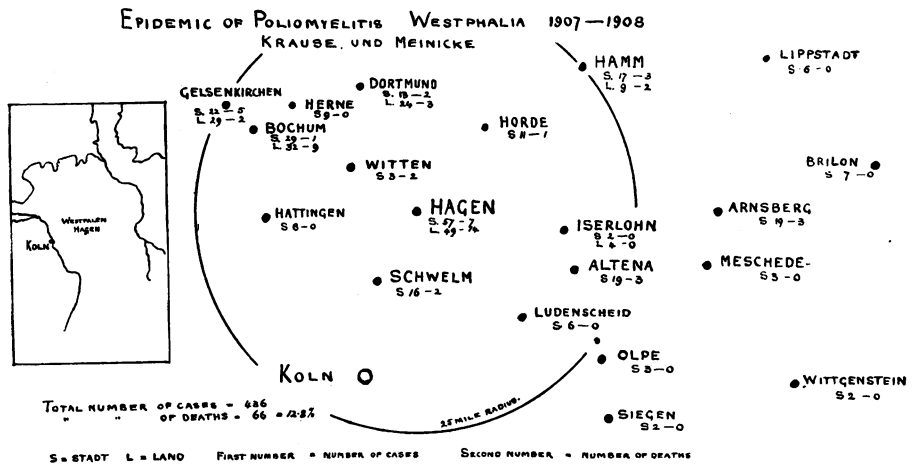 EPIDEMIC OF POLIOMYELITIS WESTPHALIA 1907—1908
KRAUSE. UND MEINICKE
HAMM
S. 17—3
L. 9—2
LIPPSTADT
S 6—0
GELSENKIRCHEN
S. 22—5
L. 29—2
HERNE
S 9—0
DORTMUND
S. 13—2
L. 24—3
BOCHUM
S. 29—1
L. 32—9
HORDE
S 11—1
WITTEN
S 3—2
BRILON
S 7—0
HATTINGEN
S 8—0
HAGEN
S. 57—7
L. 49—14
ISERLOHN
S 2—0
L 4—0
ARNSBERG
S 19—3
WESTFALEN
HAGEN
KOLN
SCHWELM
S 16—2
ALTENA
S 19—3
MESCHEDE-
S 3—0
LUDENSCHEID
S 6—0
OLPE
S 3—0
KOLN
WITTGENSTEIN
S 2—0
25 MILE RADIUS.
SIEGEN
S 2—0
TOTAL NUMBER OF CASES = 436
" " OF DEATHS = 66 =
S = STADT L = LAND FIRST NUMBER = NUMBER OF CASES SECOND NUMBER = NUMBER OF DEATHS